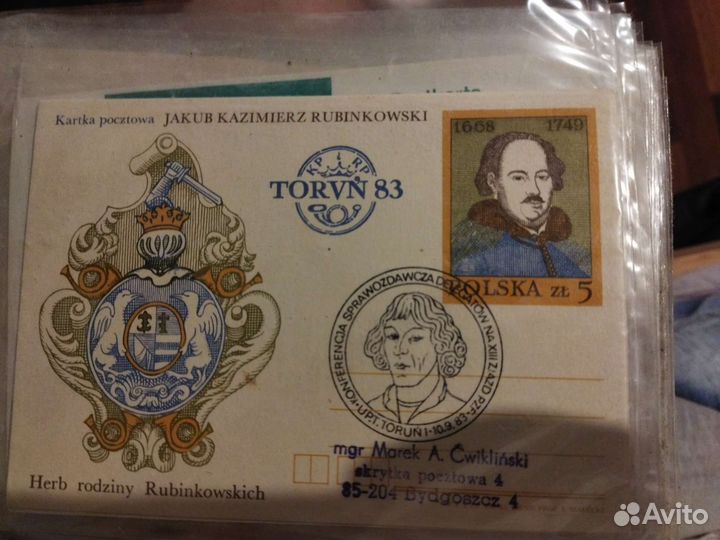 Kartka pocztowa JAKUB KAZIMIERZ RUBINKOWSKI
1668 1749
KP RP
TORVŃ 83
POLSKA ZŁ 5
KONFERENCJA SPRAWOZDAWCZA DELEGATÓW NA XIII ZJAZD PZF
U.P.T. TORUŃ 1-10.9.83
mgr Marek A. Ćwikliński
skrytka pocztowa 4
85-204 Bydgoszcz 4
Herb rodziny Rubinkowskich
Avito